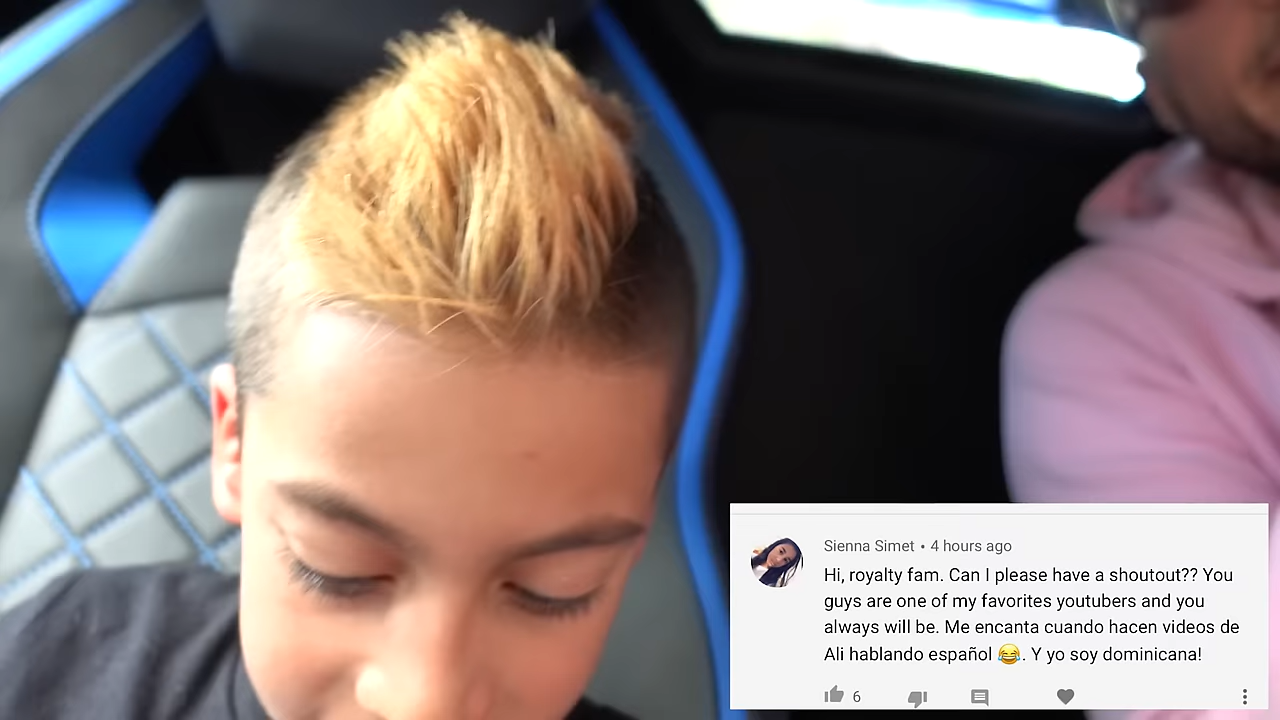 Sienna Simet • 4 hours ago
Hi, royalty fam. Can I please have a shoutout?? You
guys are one of my favorites youtubers and you
always will be. Me encanta cuando hacen videos de
Ali hablando español 😂. Y yo soy dominicana!
6